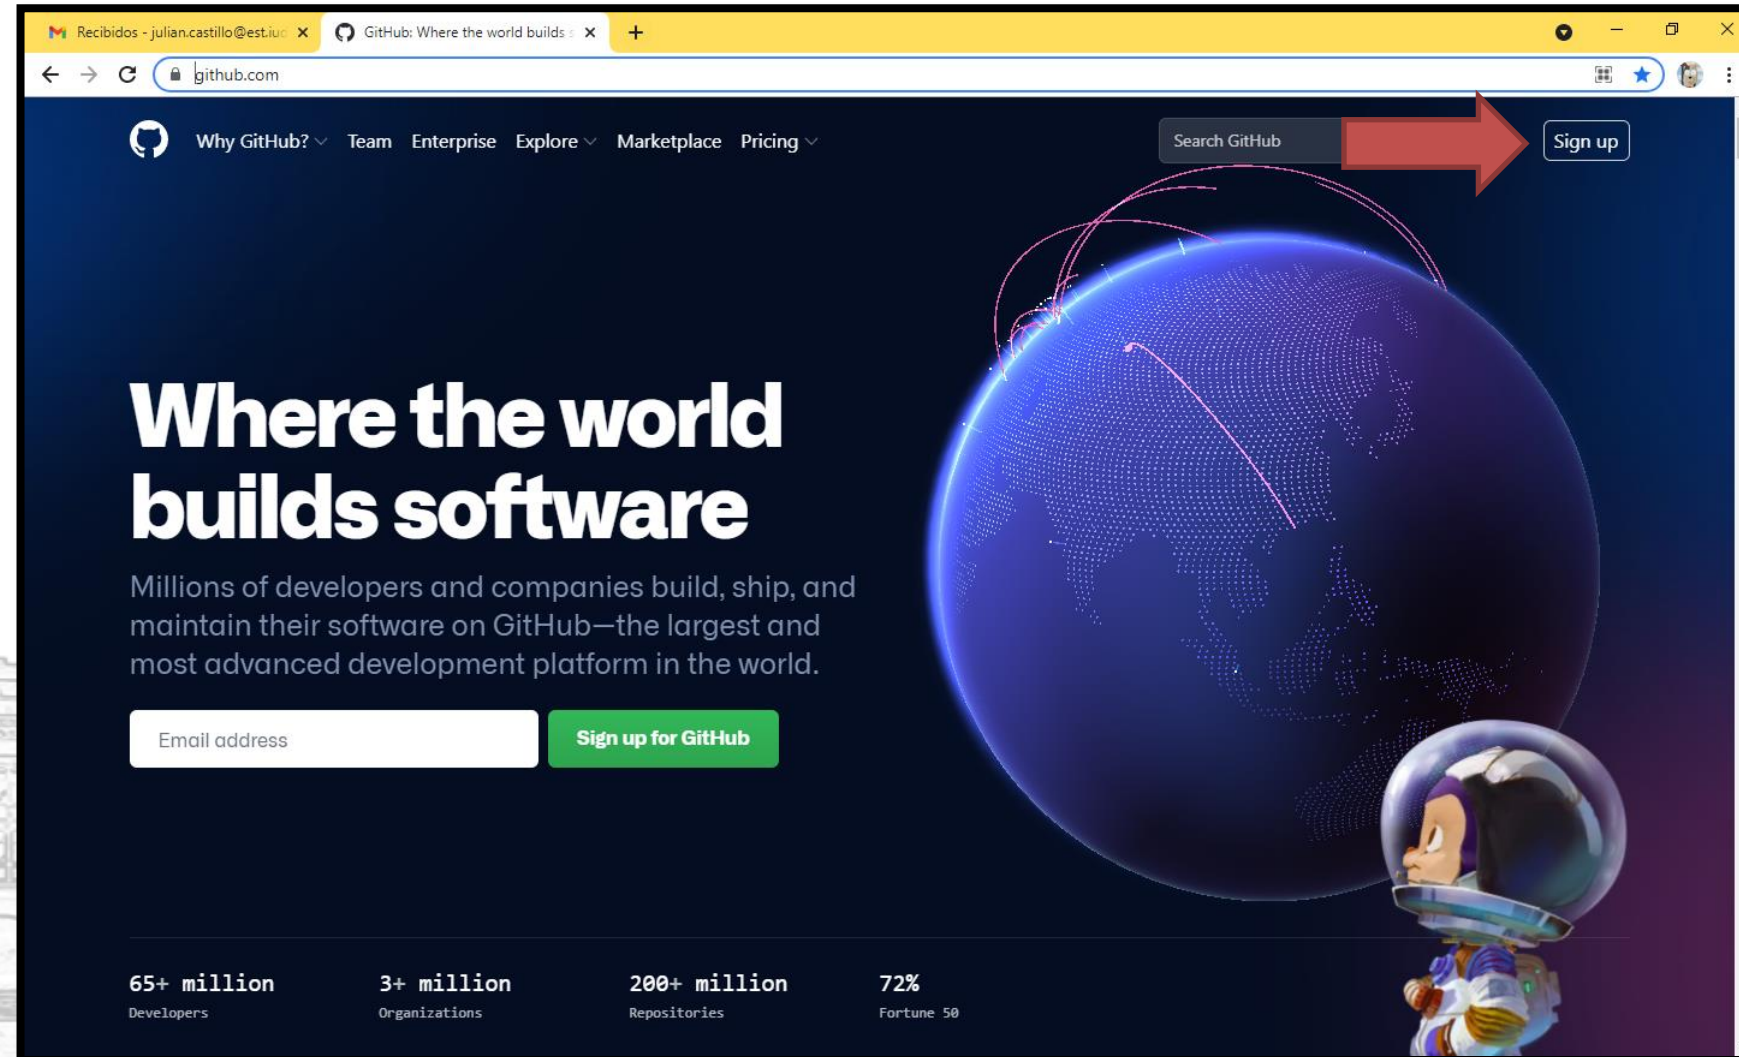 Recibidos - julian.castillo@est.iud
GitHub: Where the world builds s
github.com
Why GitHub? Team Enterprise Explore Marketplace Pricing
Search GitHub
Sign up
Where the world
builds software
Millions of developers and companies build, ship, and
maintain their software on GitHub—the largest and
most advanced development platform in the world.
Email address
Sign up for GitHub
65+ million 3+ million 200+ million 72%
Developers Organizations Repositories Fortune 50